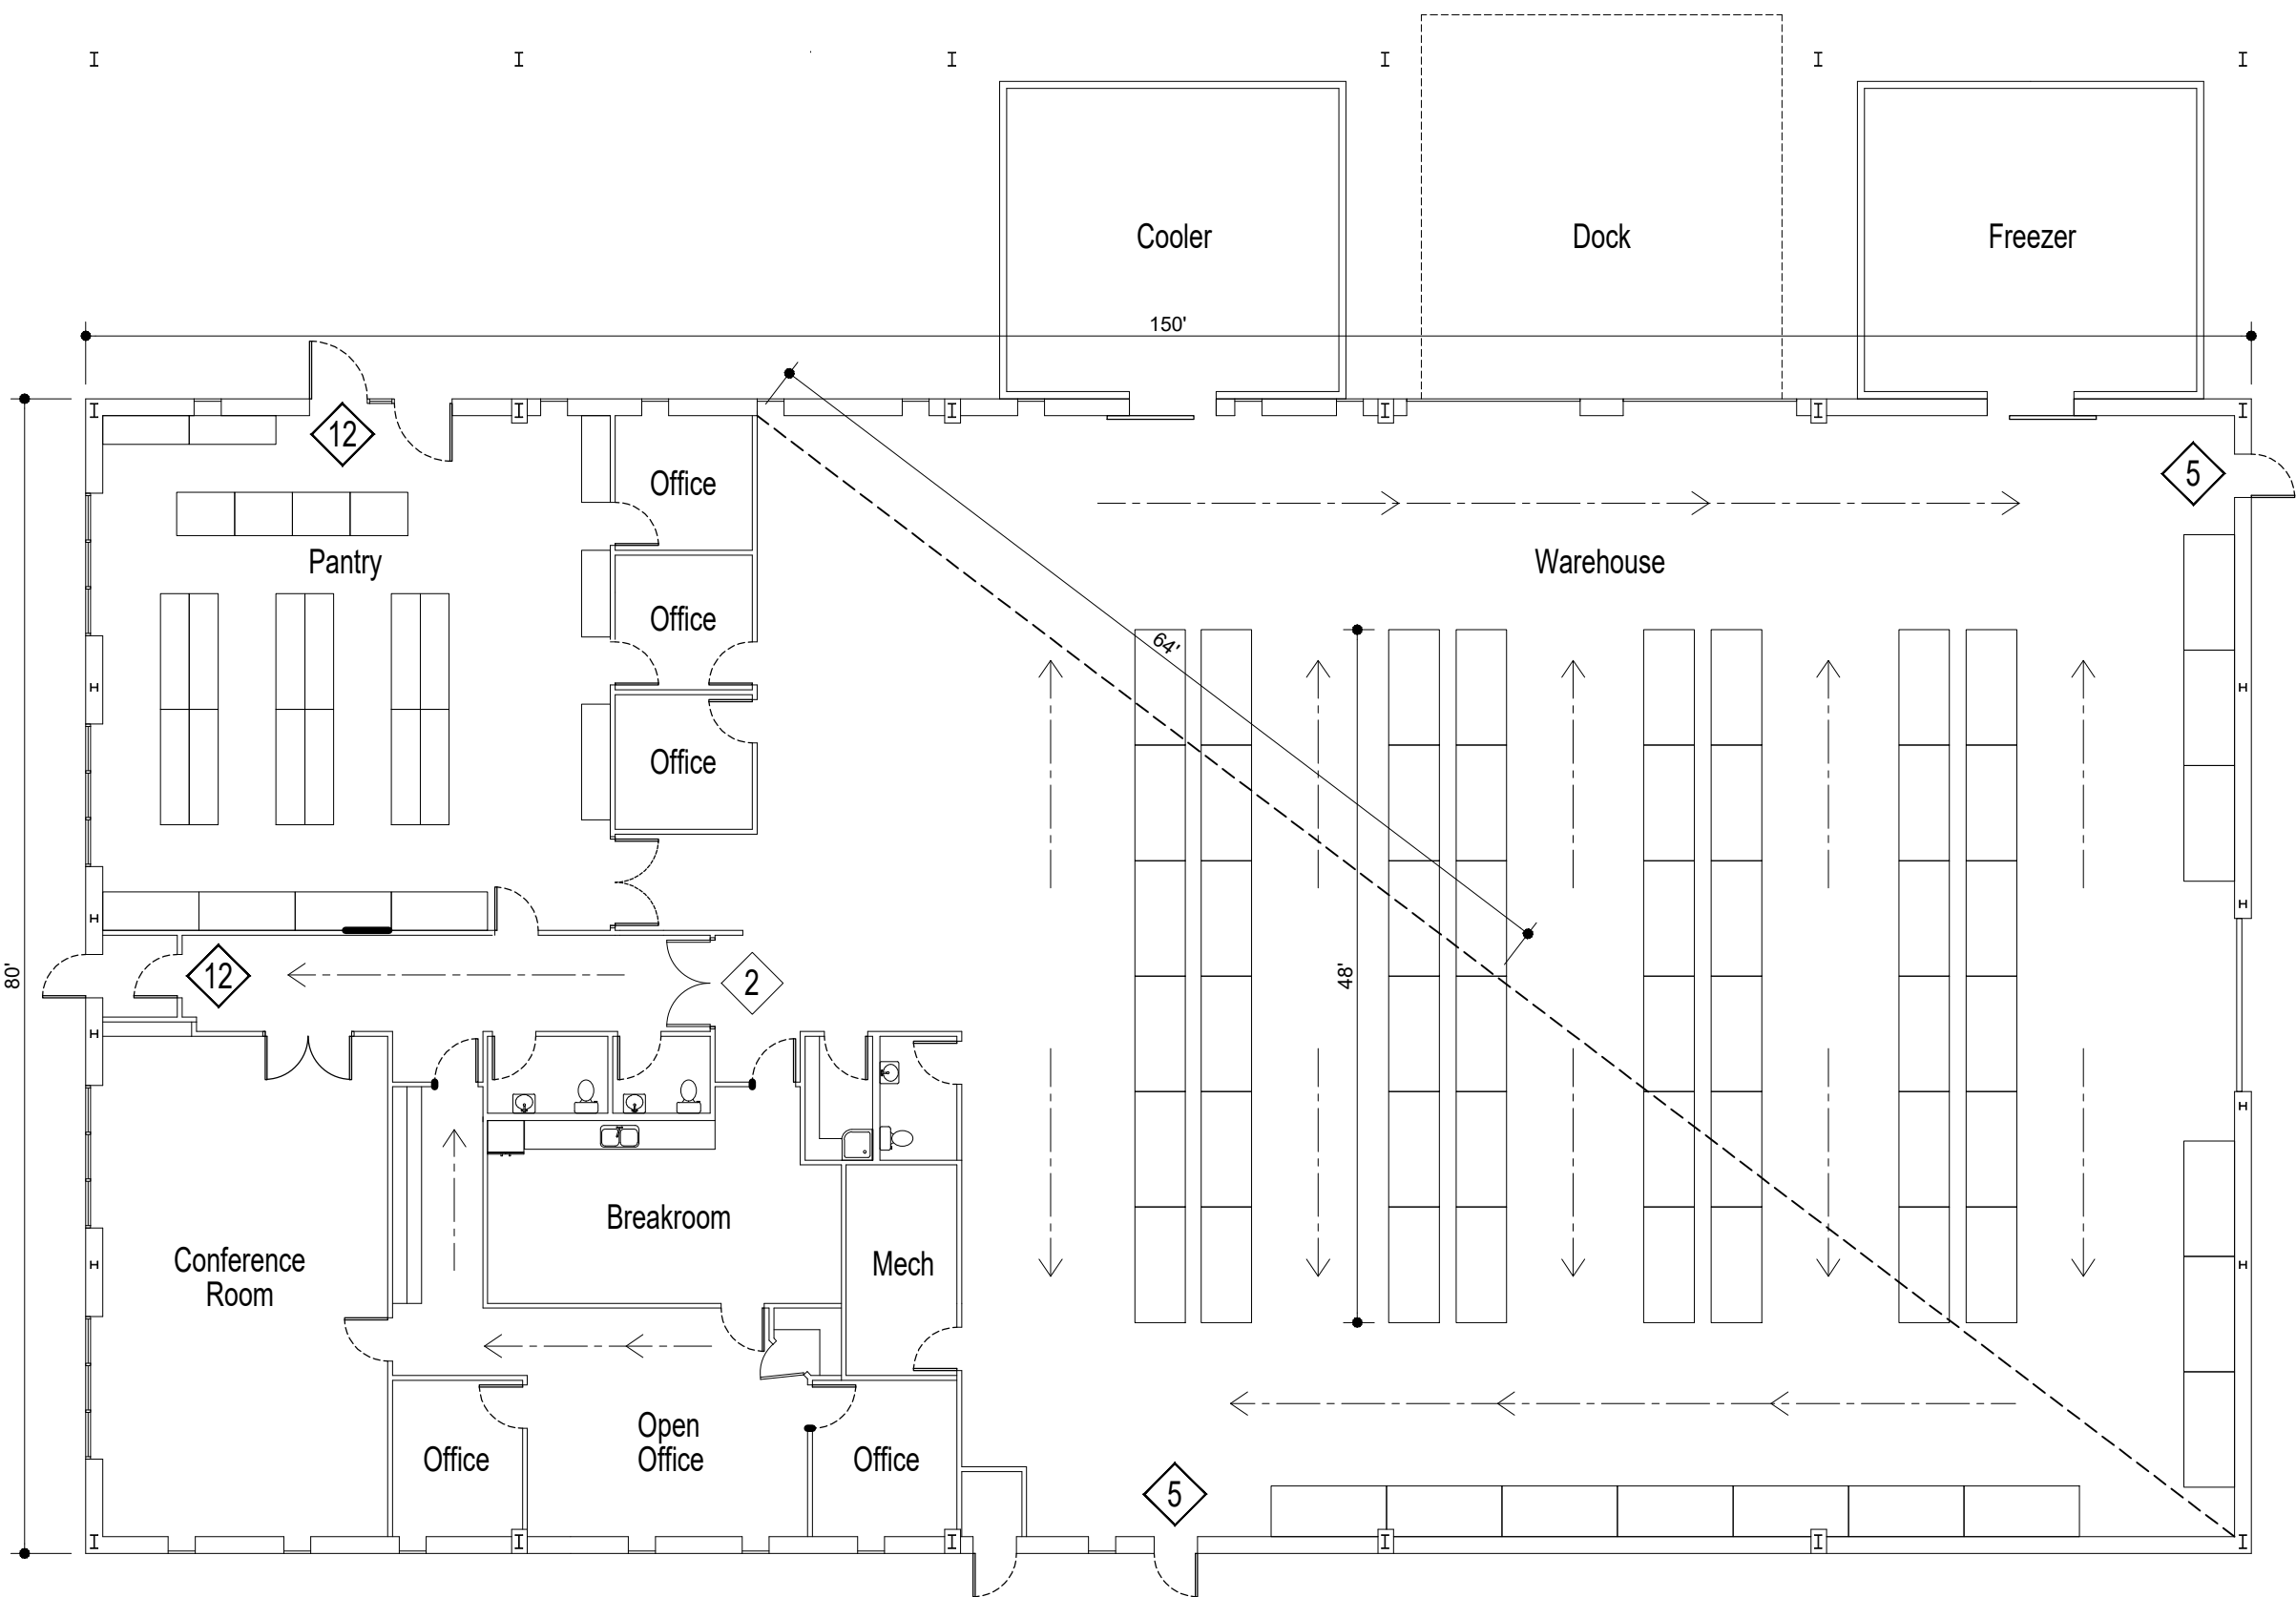 Cooler
Dock
Freezer
150'
12
5
Office
Pantry
Warehouse
Office
64'
Office
80'
12
2
48'
Breakroom
Conference
Room
Mech
Open
Office
Office
Office
5